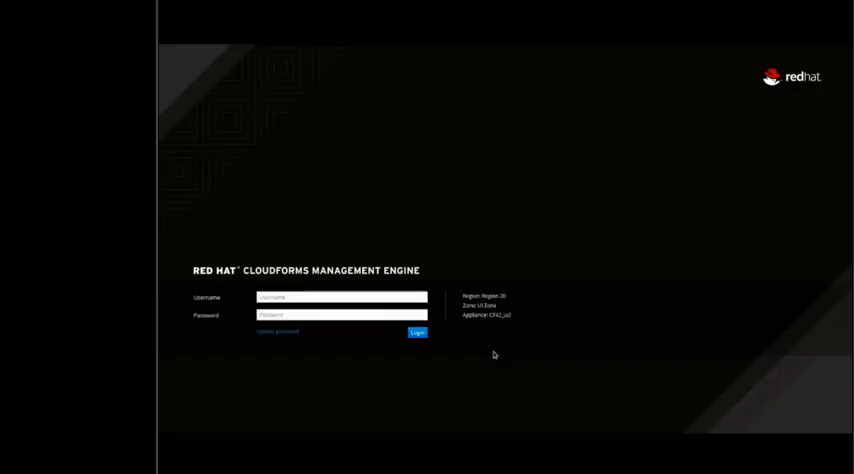 redhat.
RED HAT® CLOUDFORMS MANAGEMENT ENGINE
Username
Username
Region: Region 20
Zone: UI Zone
Password
Password
Appliance: CF42_ui2
Update password
Login